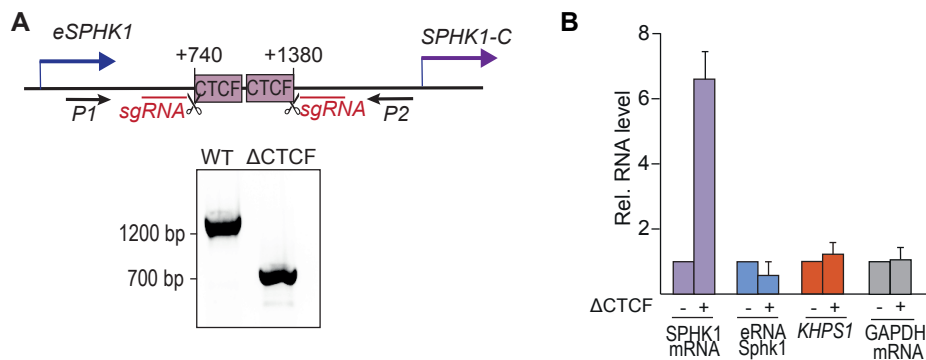 A
eSPHK1
SPHK1-C
+740
+1380
CTCF
CTCF
P1
sgRNA
sgRNA
P2
WT ΔCTCF
1200 bp
700 bp
B
Rel. RNA level
8
6
4
2
ΔCTCF
- + - + - + - +
SPHK1 mRNA
eRNA Sphk1
KHPS1
GAPDH mRNA